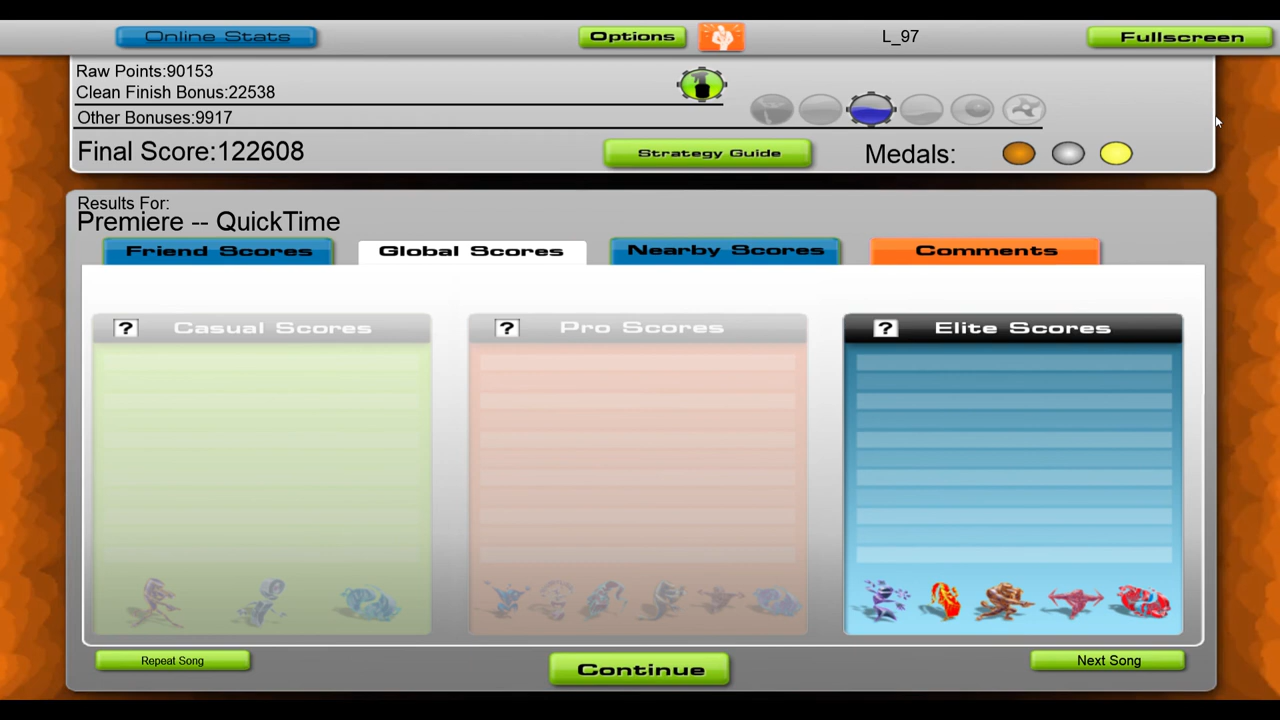 Online Stats
Options
L_97
Fullscreen
Raw Points:90153
Clean Finish Bonus:22538
Other Bonuses:9917
Final Score:122608
Strategy Guide
Medals:
Results For:
Premiere -- QuickTime
Friend Scores
Global Scores
Nearby Scores
Comments
? Casual Scores
? Pro Scores
? Elite Scores
Repeat Song
Continue
Next Song